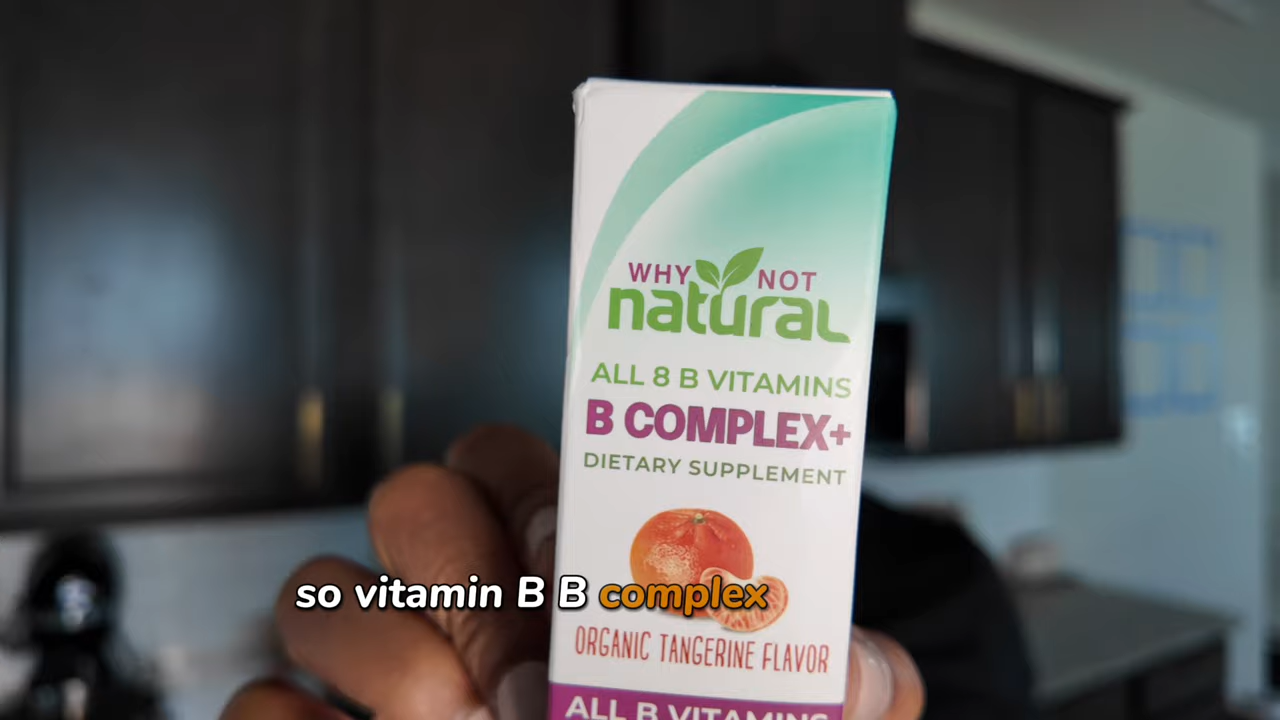 WHY NOT
natural
ALL 8 B VITAMINS
B COMPLEX+
DIETARY SUPPLEMENT
so vitamin B B complex
ORGANIC TANGERINE FLAVOR
ALL B VITAMINS